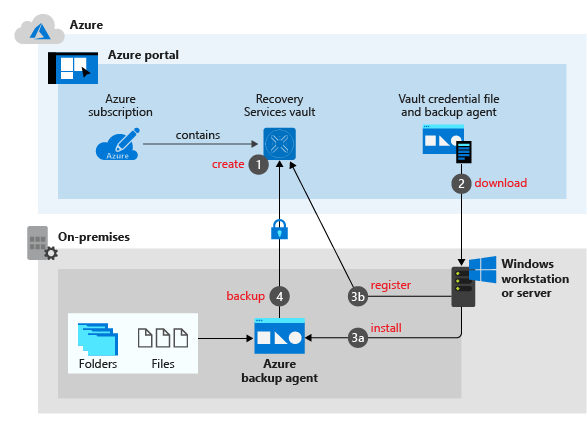 Azure
Azure portal
Azure
subscription
Recovery
Services vault
Vault credential file
and backup agent
contains
Azure
create
1
2
download
On-premises
Windows
workstation
or server
backup
4
3b
register
3a
install
Folders
Files
Azure
backup agent